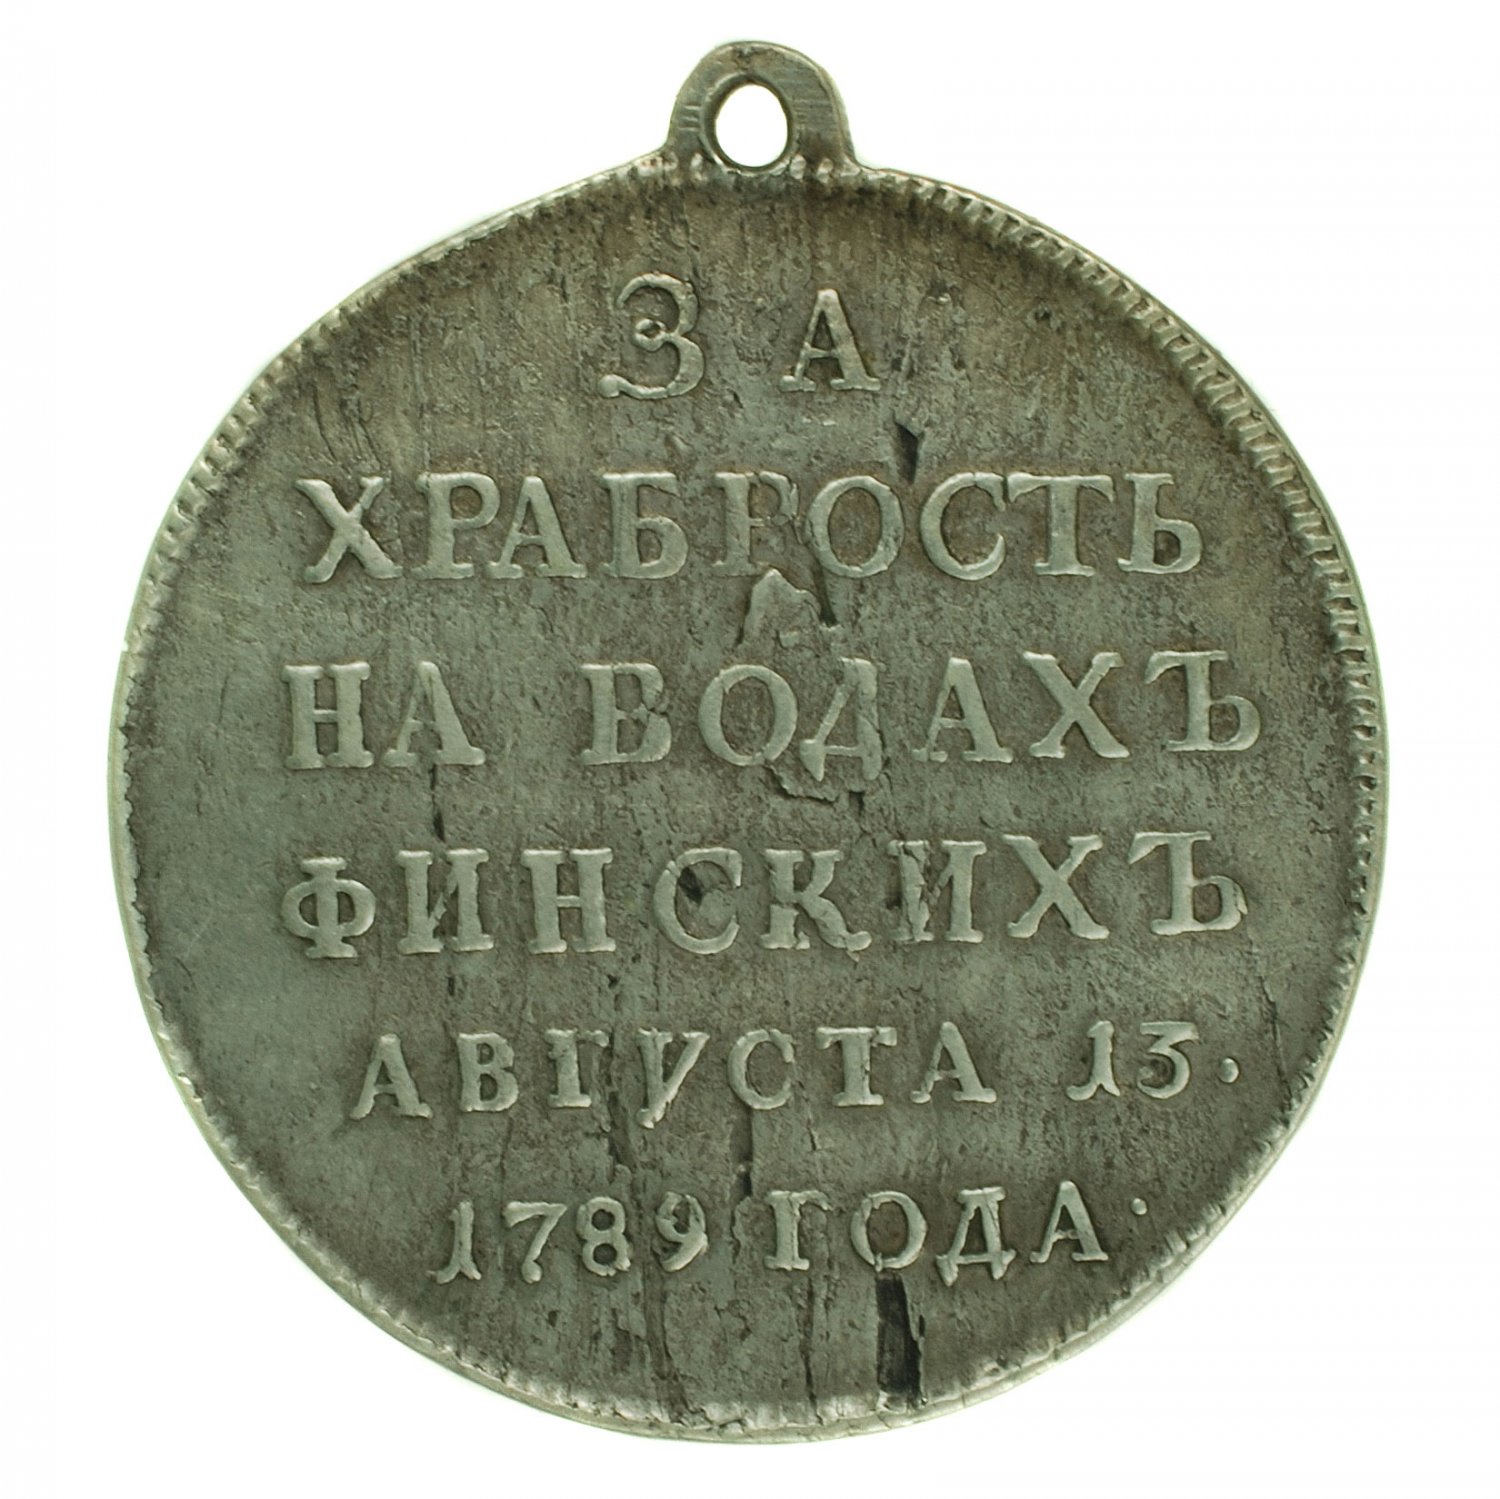 ЗА
ХРАБРОСТЬ
НА ВОДАХЪ
ФИНСКИХЪ
АВГУСТА 13.
1789 ГОДА.